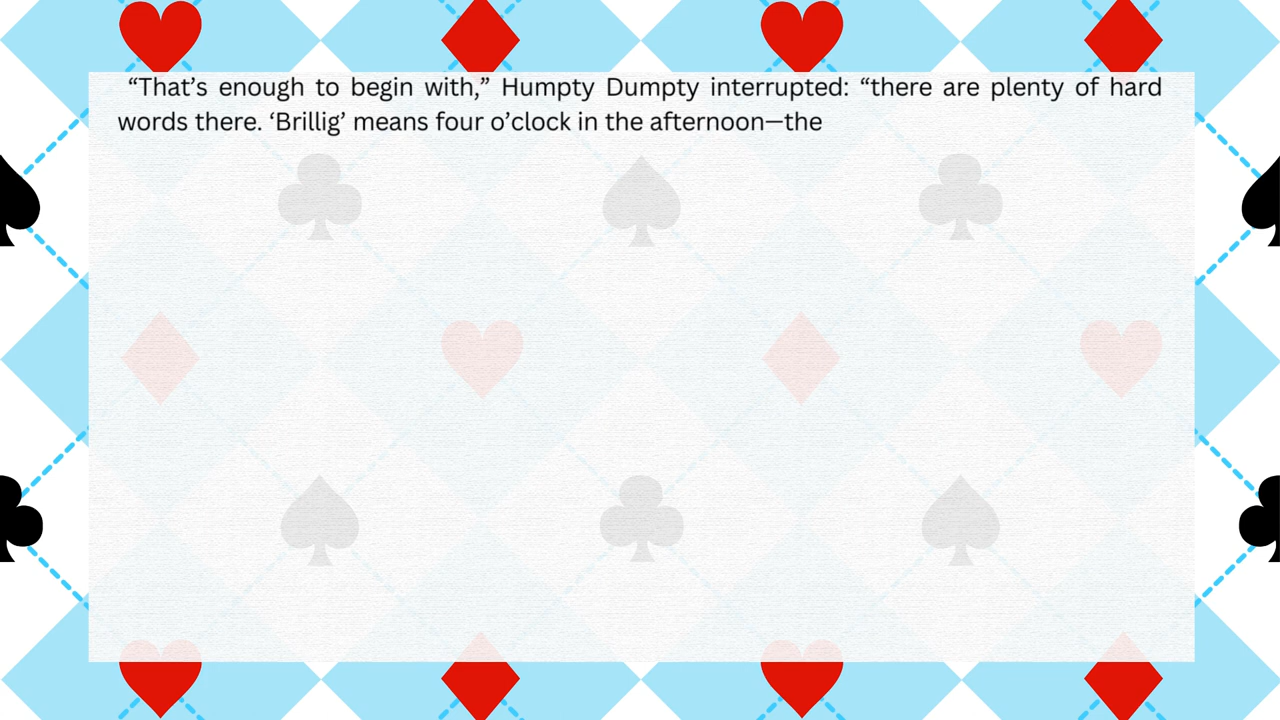 “That’s enough to begin with,” Humpty Dumpty interrupted: “there are plenty of hard
words there. ‘Brillig’ means four o’clock in the afternoon—the